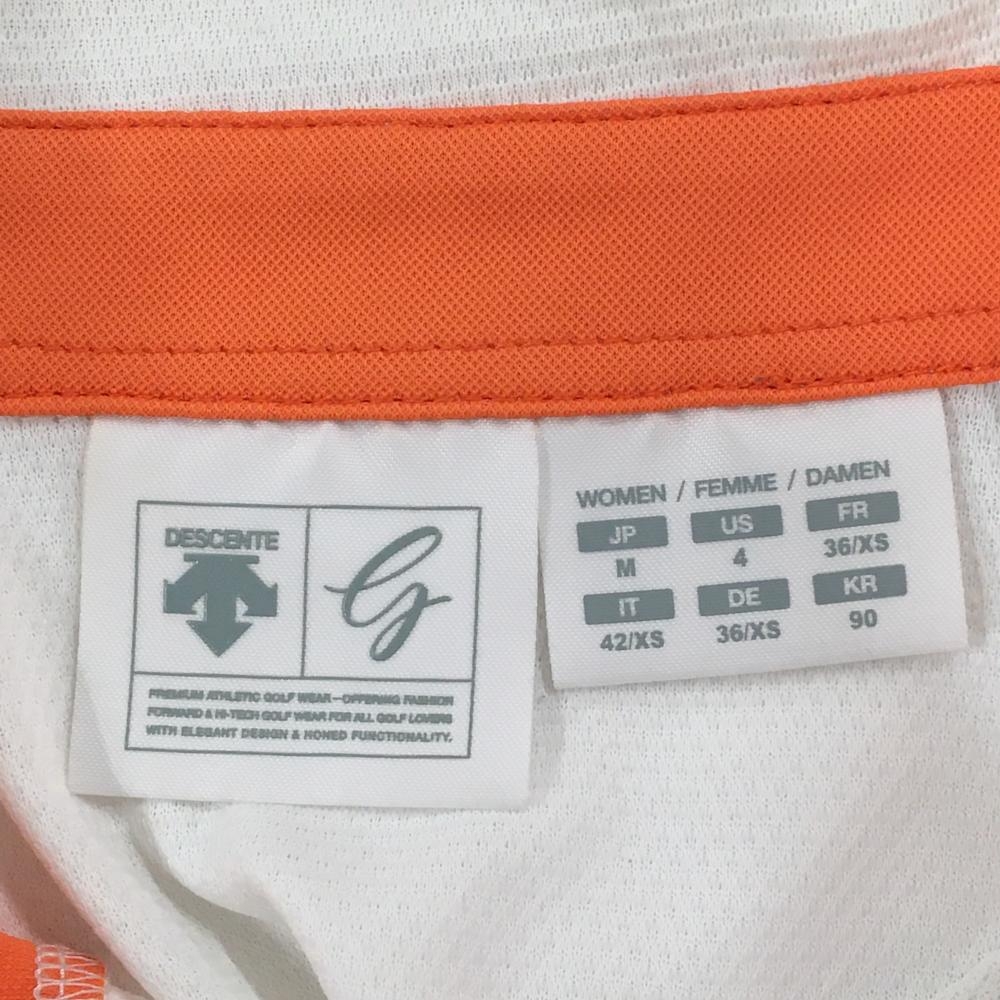 DESCENTE
G
PREMIUM ATHLETIC GOLF WEAR—OFFERING FASHION
FORWARD & HI-TECH GOLF WEAR FOR ALL GOLF LOVERS
WITH ELEGANT DESIGN & HONED FUNCTIONALITY.
WOMEN / FEMME / DAMEN
JP US FR
M 4 36/XS
IT DE KR
42/XS 36/XS 90